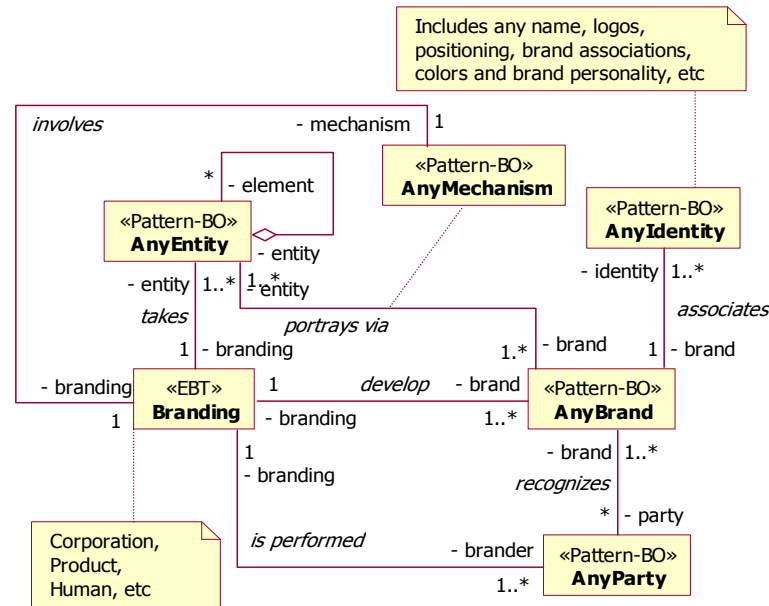 Includes any name, logos,
positioning, brand associations,
colors and brand personality, etc
involves
- mechanism
1
«Pattern-BO»
AnyMechanism
*
- element
«Pattern-BO»
AnyEntity
- entity
«Pattern-BO»
AnyIdentity
- entity
1..*
1..*
- entity
- identity
1..*
takes
portrays via
associates
1
- branding
1.*
- brand
1
- brand
- branding
1
«EBT»
Branding
1
develop
- brand
- branding
1..*
«Pattern-BO»
AnyBrand
1
- branding
- brand
1..*
recognizes
*
- party
Corporation,
Product,
Human, etc
is performed
- brander
1..*
«Pattern-BO»
AnyParty